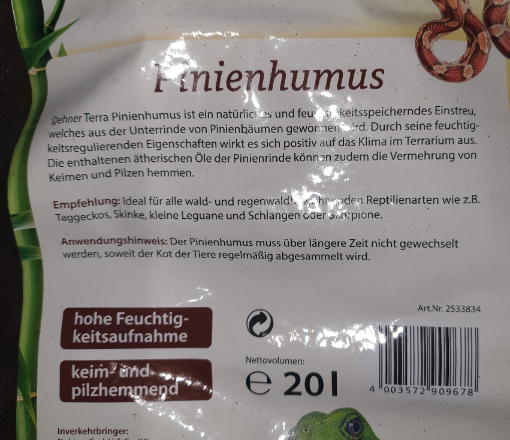 Pinienhumus
Dehner Terra Pinienhumus ist ein natürliches und feuchtigkeitsspeicherndes Einstreu,
welches aus der Unterrinde von Pinienbäumen gewonnen wird. Durch seine feuchtig-
keitsregulierenden Eigenschaften wirkt es sich positiv auf das Klima im Terrarium aus.
Die enthaltenen ätherischen Öle der Pinienrinde können zudem die Vermehrung von
Keimen und Pilzen hemmen.
Empfehlung: Ideal für alle wald- und Reptilienarten wie z.B.
Taggeckos, Skinke, kleine Leguane und Schlangen oder Skorpione.
Anwendungshinweis: Der Pinienhumus muss über längere Zeit nicht gewechselt
werden, soweit der Kot der Tiere regelmäßig abgesammelt wird.
Art.Nr. 2533834
hohe Feuchtig-
keitsaufnahme
keim- und
pilzhemmend
Nettovolumen:
e 20 l
4 003572 909678
Inverkehrbringer: